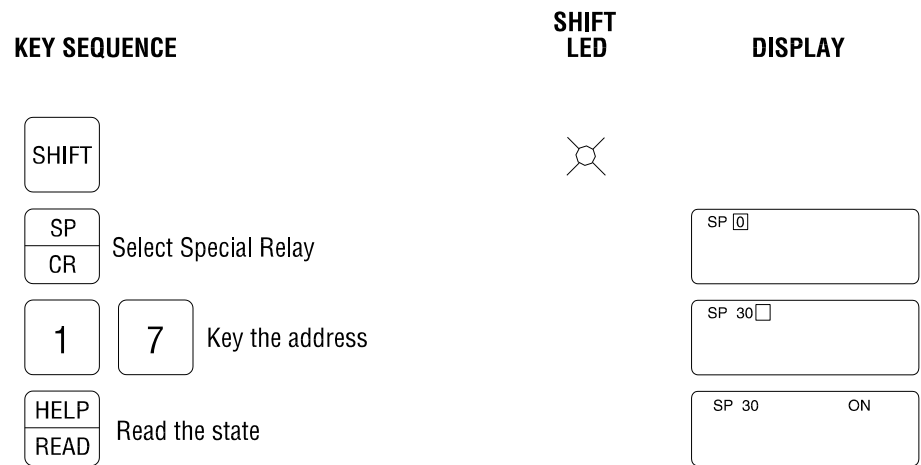 KEY SEQUENCE
SHIFT
LED
DISPLAY
SHIFT
SP
CR
Select Special Relay
SP 0
1
7
Key the address
SP 30
HELP
READ
Read the state
SP 30 ON